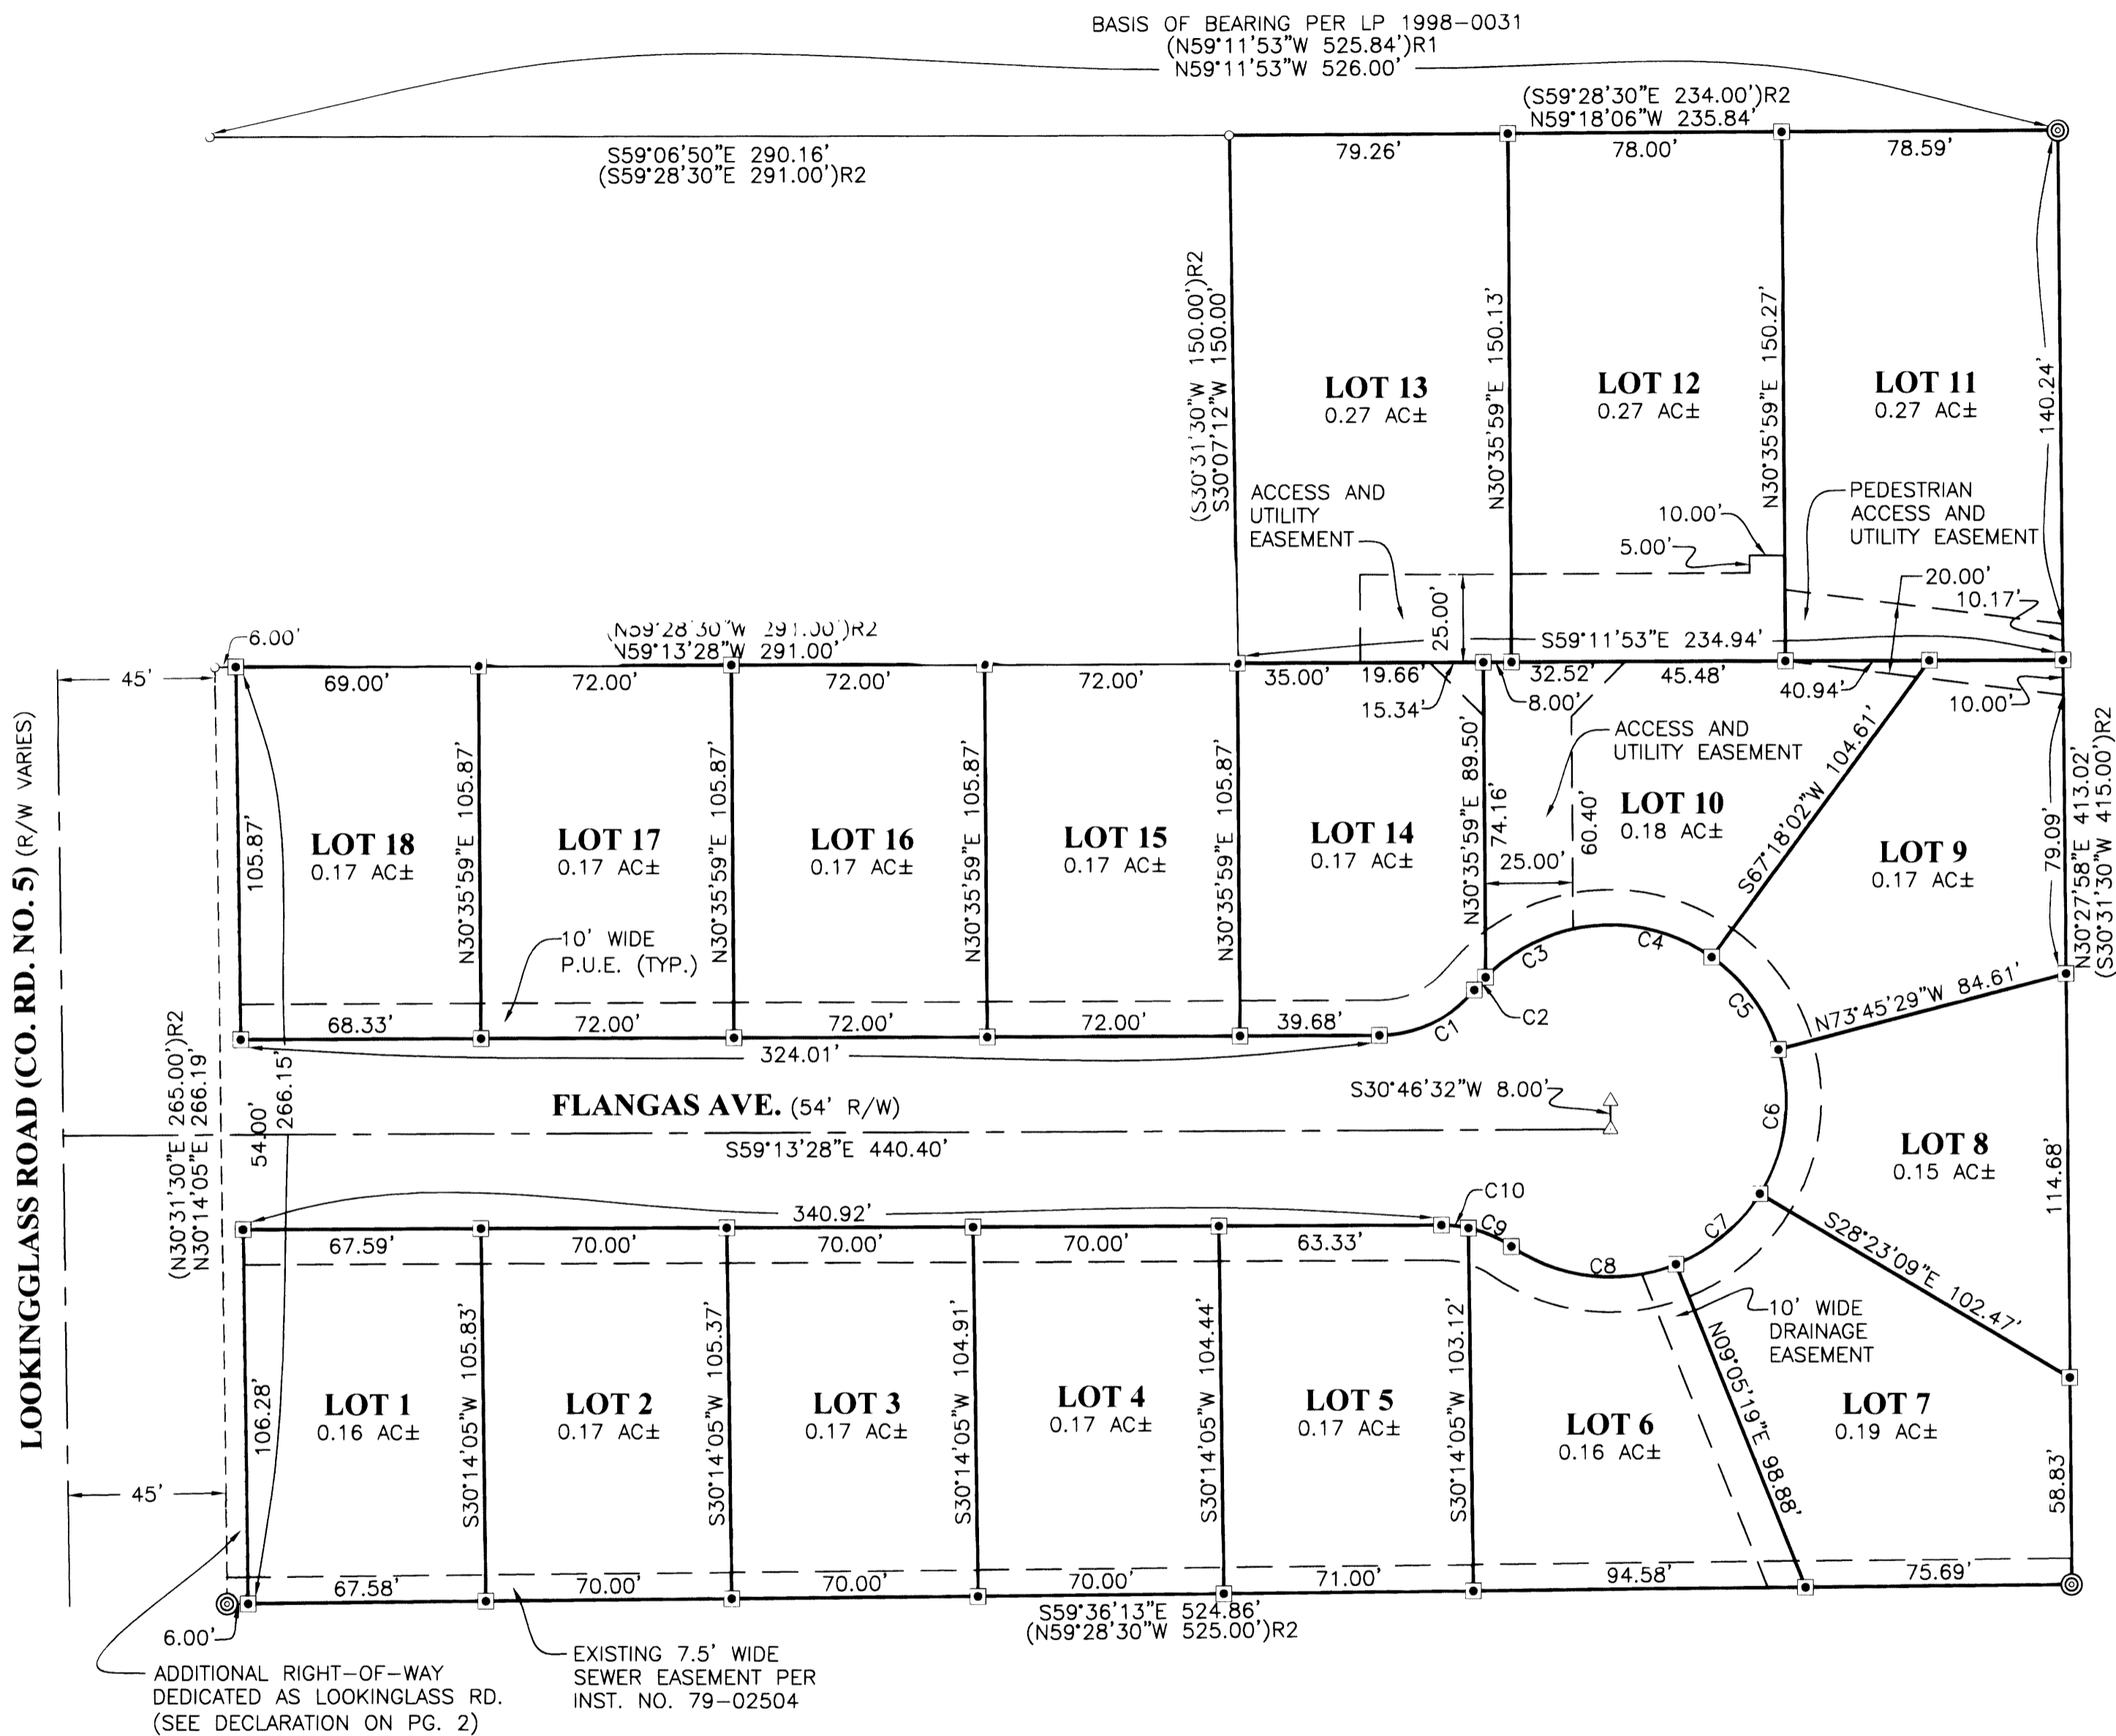 BASIS OF BEARING PER LP 1998-0031
(N59°11'53"W 525.84')R1
N59°11'53"W 526.00'
(S59°28'30"E 234.00')R2
N59°18'06"W 235.84'
S59°06'50"E 290.16'
(S59°28'30"E 291.00')R2
79.26'
78.00'
78.59'
(S30°31'30"W 150.00')R2
S30°07'12"W 150.00'
N30°35'59"E 150.13'
N30°35'59"E 150.27'
140.24'
LOT 13
0.27 AC±
LOT 12
0.27 AC±
LOT 11
0.27 AC±
ACCESS AND
UTILITY
EASEMENT
10.00'
5.00'
PEDESTRIAN
ACCESS AND
UTILITY EASEMENT
20.00'
10.17'
25.00'
S59°11'53"E 234.94'
6.00'
(N59°28'30"W 291.00')R2
N59°13'28"W 291.00'
45'
69.00'
72.00'
72.00'
72.00'
35.00'
19.66'
32.52'
45.48'
15.34'
8.00'
40.94'
10.00'
LOOKINGGLASS ROAD (CO. RD. NO. 5) (R/W VARIES)
105.87'
N30°35'59"E 105.87'
N30°35'59"E 105.87'
N30°35'59"E 105.87'
N30°35'59"E 105.87'
N30°35'59"E 89.50'
74.16'
60.40'
ACCESS AND
UTILITY EASEMENT
S67°18'02"W 104.61'
79.09'
N30°27'58"E 413.02'
(S30°31'30"W 415.00')R2
LOT 18
0.17 AC±
LOT 17
0.17 AC±
LOT 16
0.17 AC±
LOT 15
0.17 AC±
LOT 14
0.17 AC±
LOT 10
0.18 AC±
LOT 9
0.17 AC±
25.00'
10' WIDE
P.U.E. (TYP.)
C3
C4
C5
C1
C2
N73°45'29"W 84.61'
68.33'
72.00'
72.00'
72.00'
39.68'
324.01'
(N30°31'30"E 265.00')R2
N30°14'05"E 266.19
54.00'
266.15'
FLANGAS AVE. (54' R/W)
S59°13'28"E 440.40'
S30°46'32"W 8.00'
C6
LOT 8
0.15 AC±
114.68'
C10
C9
C8
C7
340.92'
67.59'
70.00'
70.00'
70.00'
63.33'
S28°23'09"E 102.47'
10' WIDE
DRAINAGE
EASEMENT
N09°05'19"E 98.88'
106.28'
S30°14'05"W 105.83'
S30°14'05"W 105.37'
S30°14'05"W 104.91'
S30°14'05"W 104.44'
S30°14'05"W 103.12'
LOT 1
0.16 AC±
LOT 2
0.17 AC±
LOT 3
0.17 AC±
LOT 4
0.17 AC±
LOT 5
0.17 AC±
LOT 6
0.16 AC±
LOT 7
0.19 AC±
58.83'
45'
67.58'
70.00'
70.00'
70.00'
71.00'
94.58'
75.69'
S59°36'13"E 524.86'
(N59°28'30"W 525.00')R2
6.00'
ADDITIONAL RIGHT-OF-WAY
DEDICATED AS LOOKINGLASS RD.
(SEE DECLARATION ON PG. 2)
EXISTING 7.5' WIDE
SEWER EASEMENT PER
INST. NO. 79-02504